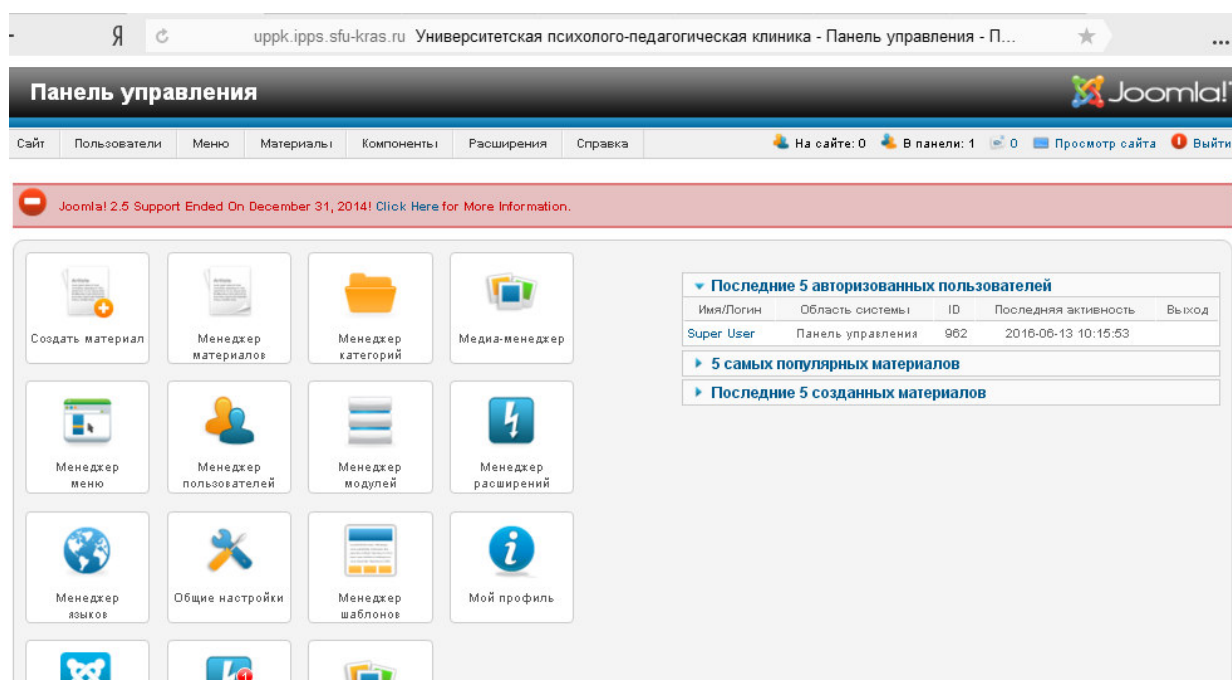 Я uppk.ipps.sfu-kras.ru Университетская психолого-педагогическая клиника - Панель управления - П... ...
Панель управления Joomla!
Сайт Пользователи Меню Материалы Компоненты Расширения Справка На сайте: 0 В панели: 1 0 Просмотр сайта Выйти
Joomla! 2.5 Support Ended On December 31, 2014! Click Here for More Information.
Создать материал
Менеджер
материалов
Менеджер
категорий
Медиа-менеджер
Последние 5 авторизованных пользователей
Имя/Логин Область системы ID Последняя активность Выход
Super User Панель управления 962 2016-06-13 10:15:53
5 самых популярных материалов
Последние 5 созданных материалов
Менеджер
меню
Менеджер
пользователей
Менеджер
модулей
Менеджер
расширений
Менеджер
языков
Общие настройки
Менеджер
шаблонов
Мой профиль
1